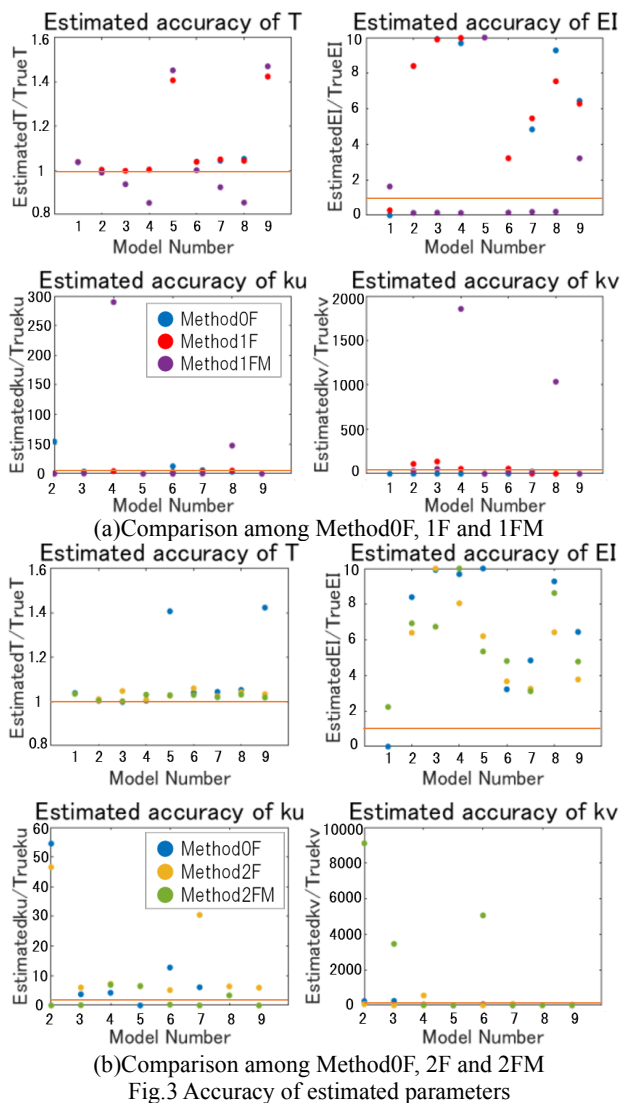 Estimated accuracy of T
Estimated accuracy of EI
EstimatedT/TrueT
1.6
1.4
1.2
1
0.8
1 2 3 4 5 6 7 8 9
Model Number
EstimatedEI/TrueEI
10
8
6
4
2
0
1 2 3 4 5 6 7 8 9
Model Number
Estimated accuracy of ku
Estimated accuracy of kv
Estimatedku/Trueku
300
250
200
150
100
50
0
2 3 4 5 6 7 8 9
Model Number
Method0F
Method1F
Method1FM
Estimatedkv/Truekv
2000
1500
1000
500
0
2 3 4 5 6 7 8 9
Model Number
(a)Comparison among Method0F, 1F and 1FM
Estimated accuracy of T
Estimated accuracy of EI
EstimatedT/TrueT
1.6
1.4
1.2
1
0.8
1 2 3 4 5 6 7 8 9
Model Number
EstimatedEI/TrueEI
10
8
6
4
2
0
1 2 3 4 5 6 7 8 9
Model Number
Estimated accuracy of ku
Estimated accuracy of kv
Estimatedku/Trueku
60
50
40
30
20
10
0
2 3 4 5 6 7 8 9
Model Number
Method0F
Method2F
Method2FM
Estimatedkv/Truekv
10000
8000
6000
4000
2000
0
2 3 4 5 6 7 8 9
Model Number
(b)Comparison among Method0F, 2F and 2FM
Fig.3 Accuracy of estimated parameters